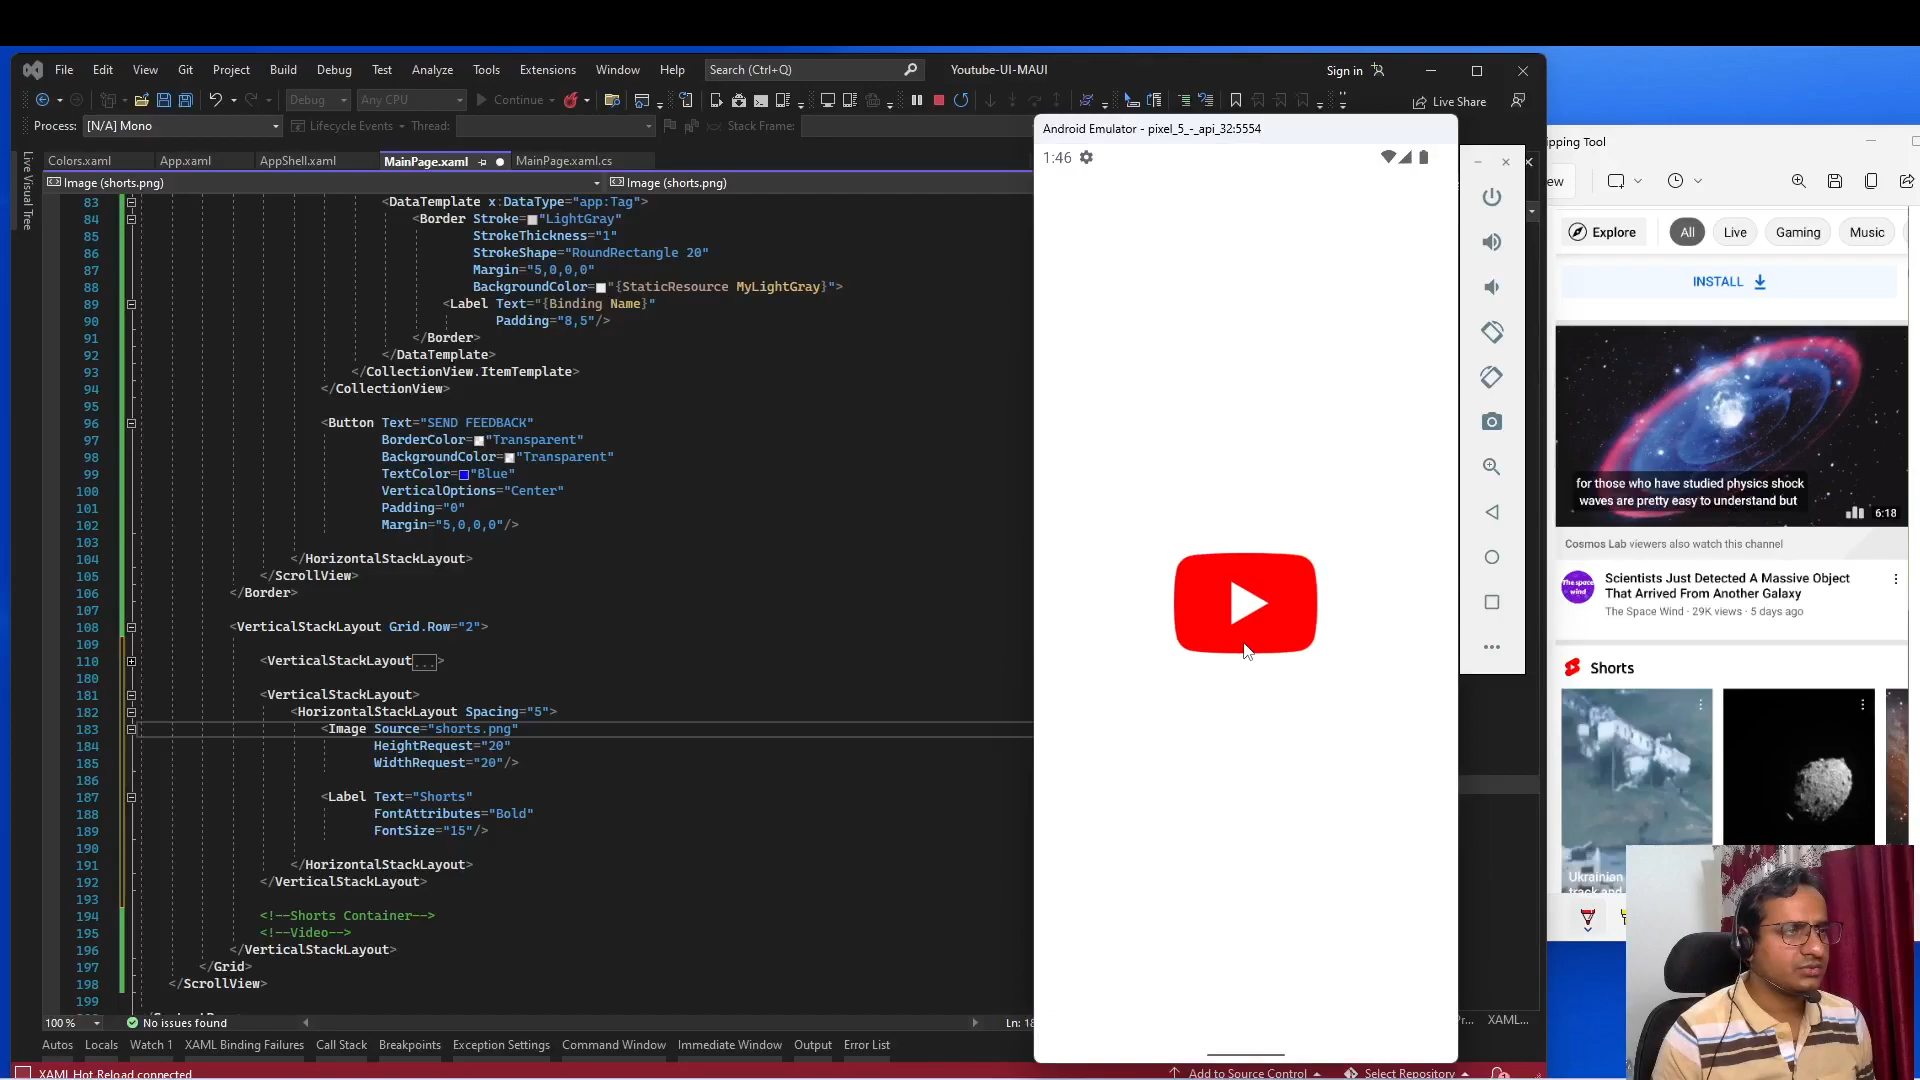 File Edit View Git Project Build Debug Test Analyze Tools Extensions Window Help Search (Ctrl+Q) Youtube-UI-MAUI Sign in
Debug Any CPU Continue Live Share
Process: [N/A] Mono Lifecycle Events Thread: Stack Frame:
Live Visual Tree
Colors.xaml App.xaml AppShell.xaml MainPage.xaml MainPage.xaml.cs
Image (shorts.png) Image (shorts.png)
83 <DataTemplate x:DataType="app:Tag">
84 <Border Stroke="LightGray"
85 StrokeThickness="1"
86 StrokeShape="RoundRectangle 20"
87 Margin="5,0,0,0"
88 BackgroundColor="{StaticResource MyLightGray}">
89 <Label Text="{Binding Name}"
90 Padding="8,5"/>
91 </Border>
92 </DataTemplate>
93 </CollectionView.ItemTemplate>
94 </CollectionView>
95
96 <Button Text="SEND FEEDBACK"
97 BorderColor="Transparent"
98 BackgroundColor="Transparent"
99 TextColor="Blue"
100 VerticalOptions="Center"
101 Padding="0"
102 Margin="5,0,0,0"/>
103
104 </HorizontalStackLayout>
105 </ScrollView>
106 </Border>
107
108 <VerticalStackLayout Grid.Row="2">
109
110 <VerticalStackLayout...>
180
181 <VerticalStackLayout>
182 <HorizontalStackLayout Spacing="5">
183 <Image Source="shorts.png"
184 HeightRequest="20"
185 WidthRequest="20"/>
186
187 <Label Text="Shorts"
188 FontAttributes="Bold"
189 FontSize="15"/>
190
191 </HorizontalStackLayout>
192 </VerticalStackLayout>
193
194 <!--Shorts Container-->
195 <!--Video-->
196 </VerticalStackLayout>
197 </Grid>
198 </ScrollView>
199
100 % No issues found
Autos Locals Watch 1 XAML Binding Failures Call Stack Breakpoints Exception Settings Command Window Immediate Window Output Error List
XAML Hot Reload connected
Add to Source Control Select Repository
XAML...
Android Emulator - pixel_5_-_api_32:5554
1:46
Explore All Live Gaming Music
INSTALL
for those who have studied physics shock
waves are pretty easy to understand but
6:18
Cosmos Lab viewers also watch this channel
The space
wind
Scientists Just Detected A Massive Object
That Arrived From Another Galaxy
The Space Wind · 29K views · 5 days ago
Shorts
Ukrainian
track and